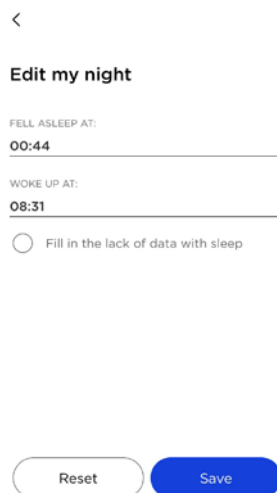 Edit my night
FELL ASLEEP AT:
00:44
WOKE UP AT:
08:31
Fill in the lack of data with sleep
Reset
Save